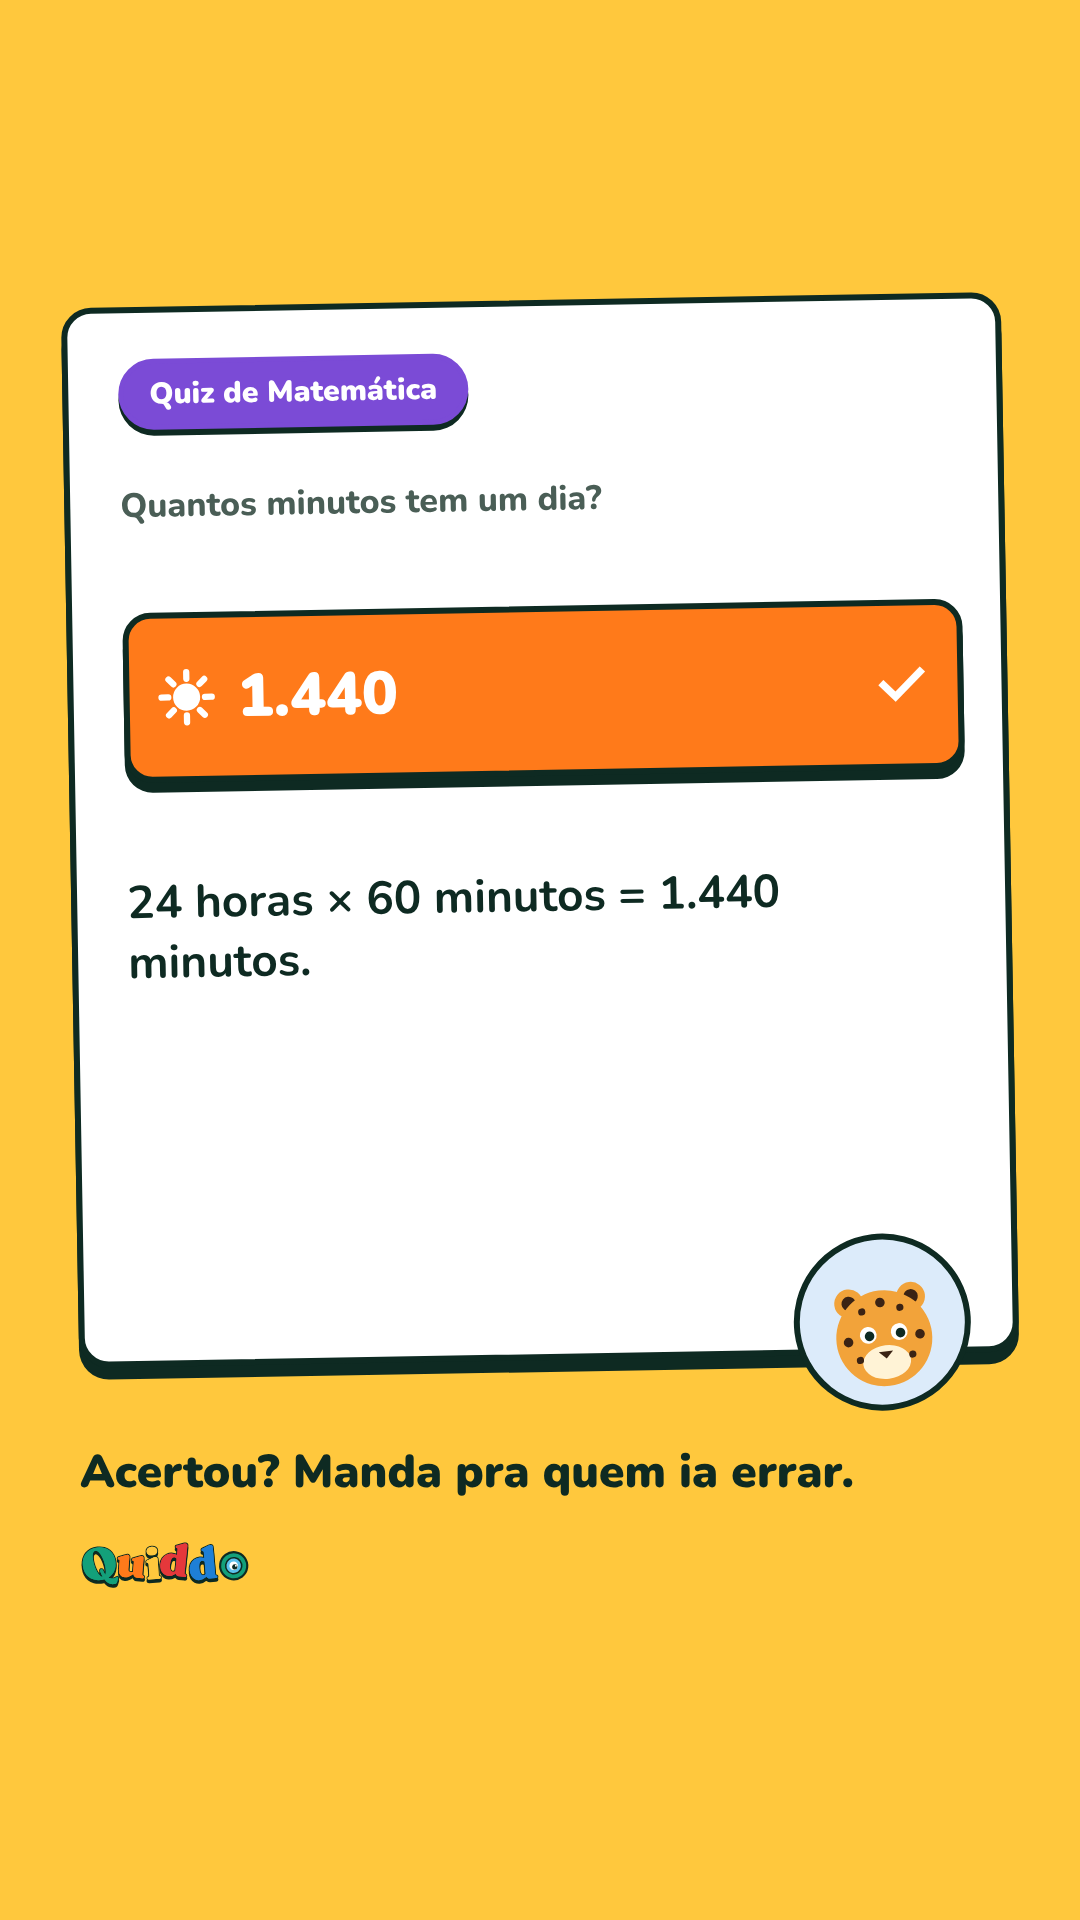 Quiz de Matemática
Quantos minutos tem um dia?
1.440
24 horas × 60 minutos = 1.440
minutos.
Acertou? Manda pra quem ia errar.
Quiddo